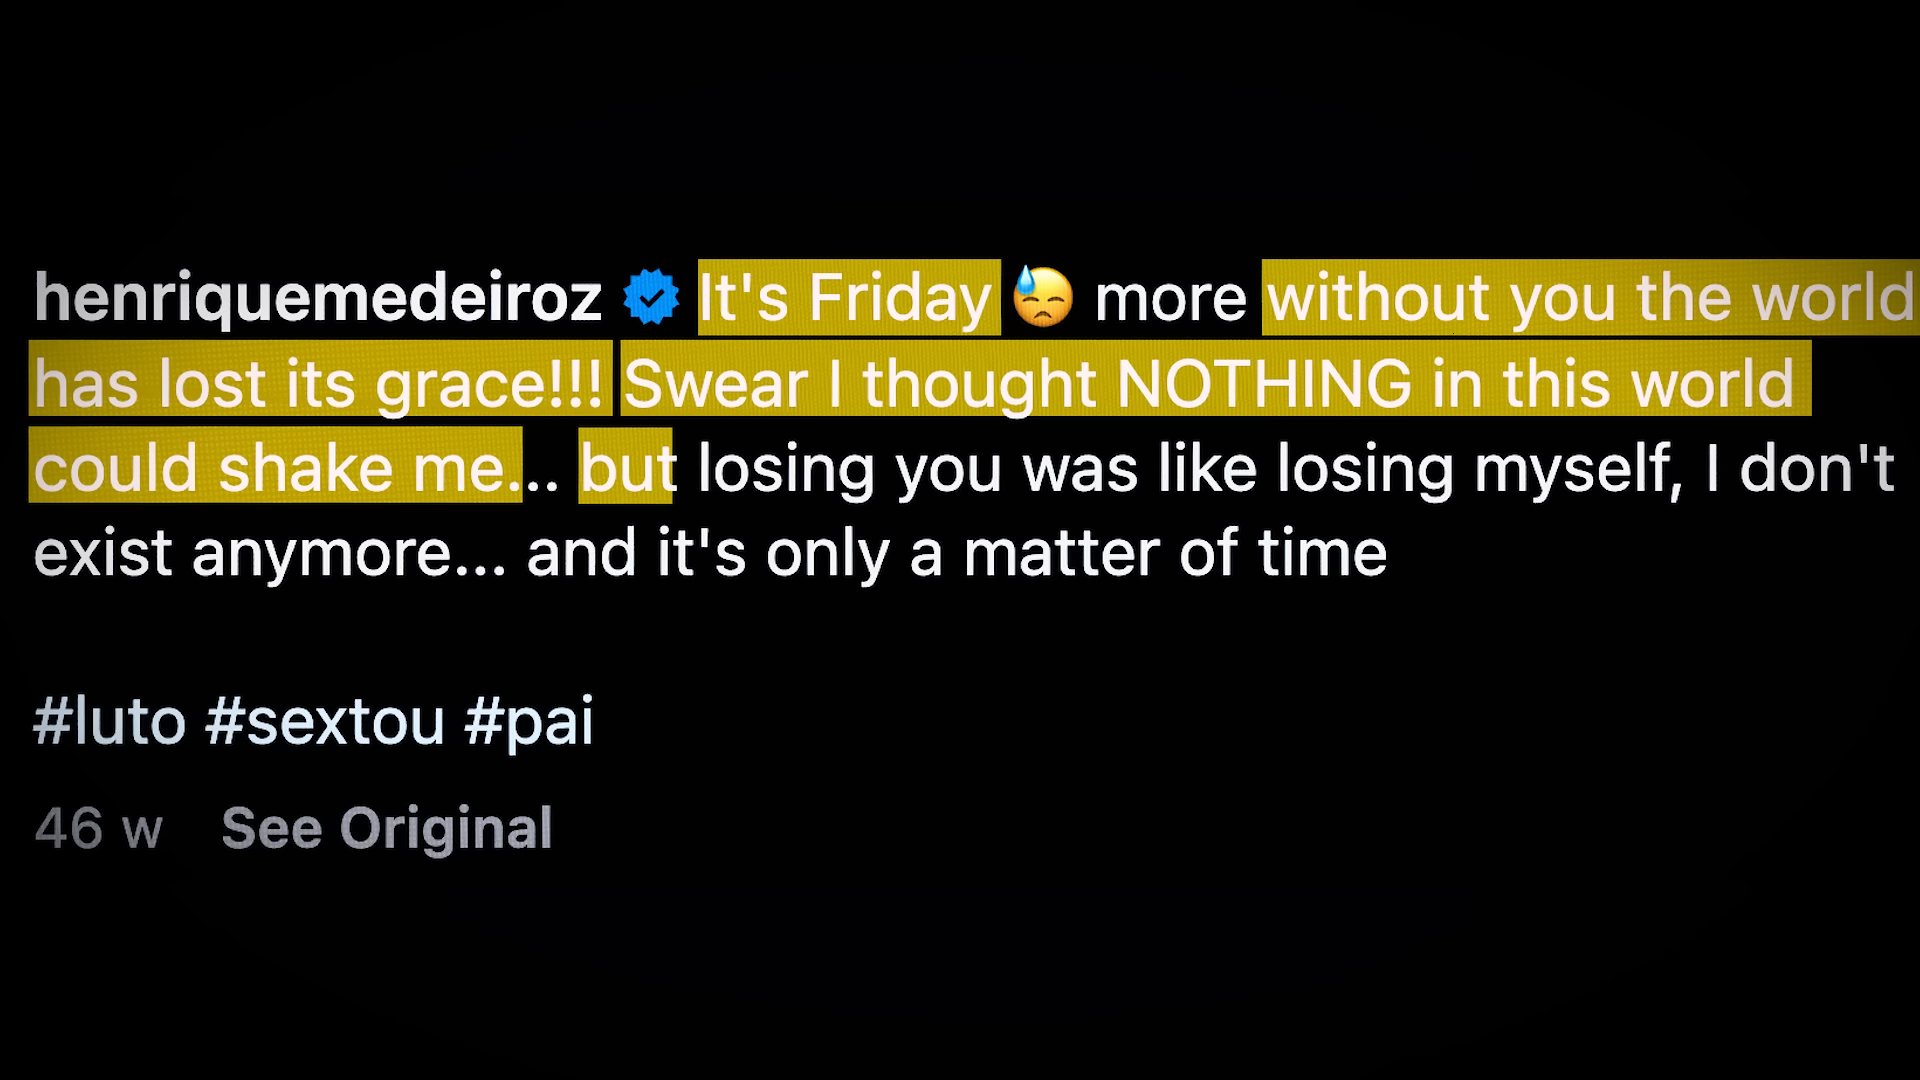 henriquemedeiroz It's Friday 😓 more without you the world
has lost its grace!!! Swear I thought NOTHING in this world
could shake me... but losing you was like losing myself, I don't
exist anymore... and it's only a matter of time
#luto #sextou #pai
46 w See Original